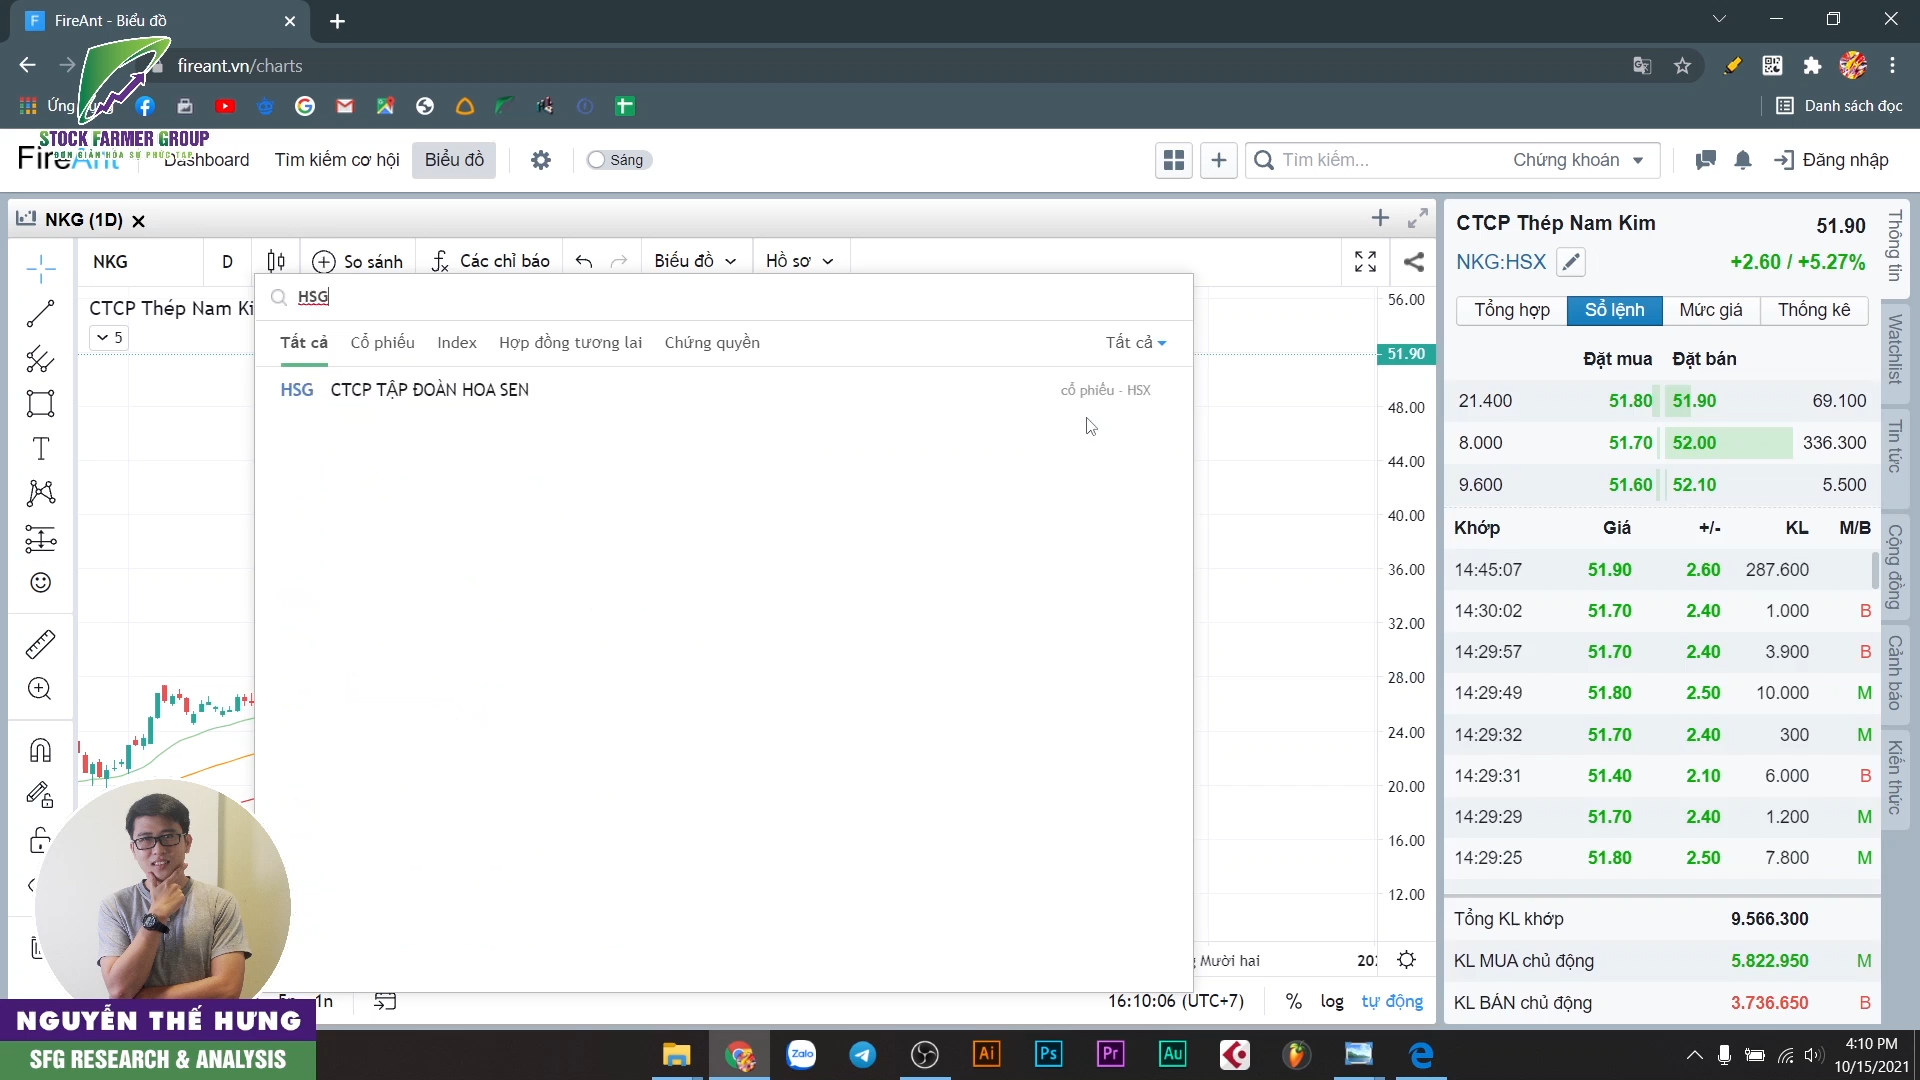 FireAnt - Biểu đồ
fireant.vn/charts
Danh sách đọc
STOCK FARMER GROUP
ĐƠN GIẢN HÓA SỰ PHỨC TẠP
FireAnt
Dashboard
Tìm kiếm cơ hội
Biểu đồ
Sáng
Tìm kiếm...
Chứng khoán
Đăng nhập
NKG (1D)
NKG
D
So sánh
Các chỉ báo
Biểu đồ
Hồ sơ
CTCP Thép Nam Ki
5
HSG
Tất cả
Cổ phiếu
Index
Hợp đồng tương lai
Chứng quyền
Tất cả
HSG CTCP TẬP ĐOÀN HOA SEN
cổ phiếu - HSX
56.00
51.90
48.00
44.00
40.00
36.00
32.00
28.00
24.00
20.00
16.00
12.00
Mười hai
16:10:06 (UTC+7)
%
log
tự động
CTCP Thép Nam Kim 51.90
NKG:HSX +2.60 / +5.27%
Tổng hợp
Sổ lệnh
Mức giá
Thống kê
Đặt mua Đặt bán
21.400 51.80 51.90 69.100
8.000 51.70 52.00 336.300
9.600 51.60 52.10 5.500
Khớp Giá +/- KL M/B
14:45:07 51.90 2.60 287.600
14:30:02 51.70 2.40 1.000 B
14:29:57 51.70 2.40 3.900 B
14:29:49 51.80 2.50 10.000 M
14:29:32 51.70 2.40 300 M
14:29:31 51.40 2.10 6.000 B
14:29:29 51.70 2.40 1.200 M
14:29:25 51.80 2.50 7.800 M
Tổng KL khớp 9.566.300
KL MUA chủ động 5.822.950 M
KL BÁN chủ động 3.736.650 B
Thông tin
Watchlist
Tin tức
Cộng đồng
Cảnh báo
Kiến thức
NGUYỄN THẾ HƯNG
SFG RESEARCH & ANALYSIS
Zalo
Ai
Ps
Pr
Au
4:10 PM
10/15/2021